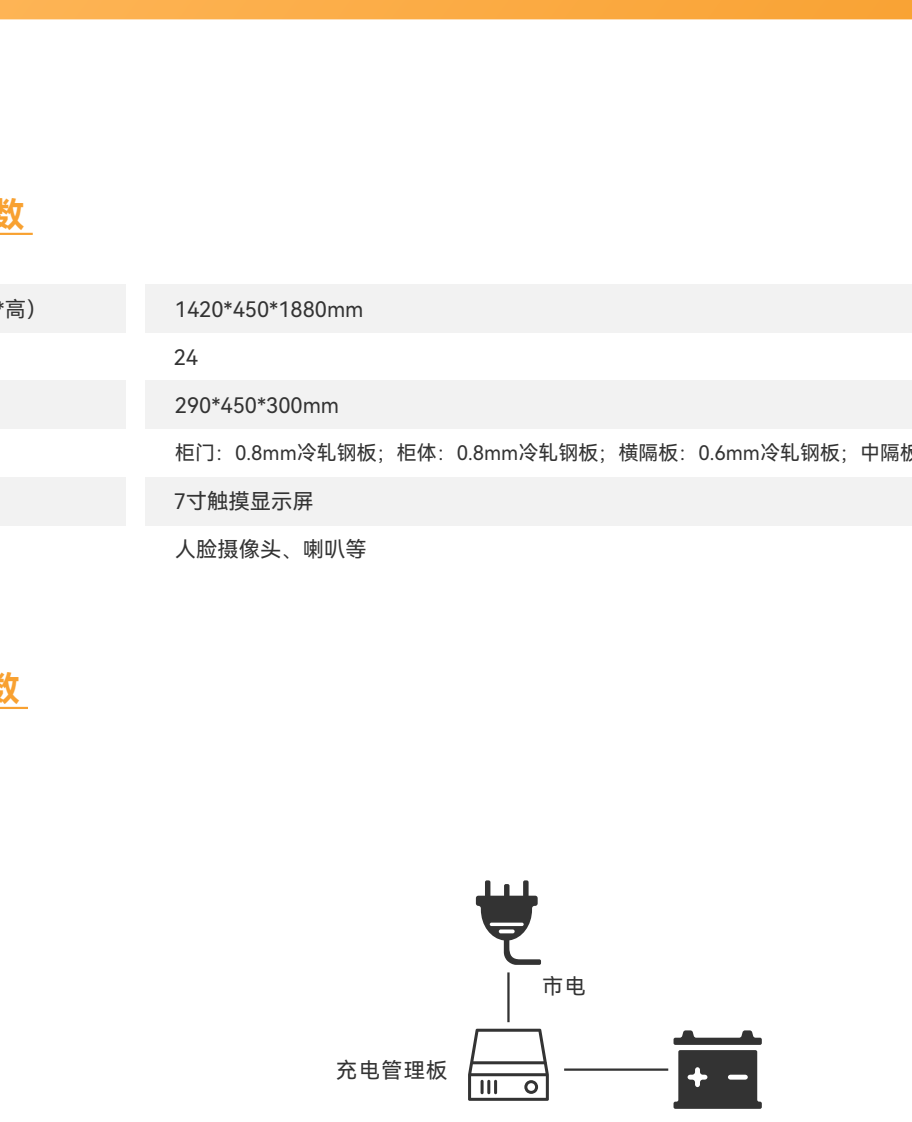 数
*高）
1420*450*1880mm
24
290*450*300mm
柜门：0.8mm冷轧钢板；柜体：0.8mm冷轧钢板；横隔板：0.6mm冷轧钢板；中隔
7寸触摸显示屏
人脸摄像头、喇叭等
数
市电
充电管理板